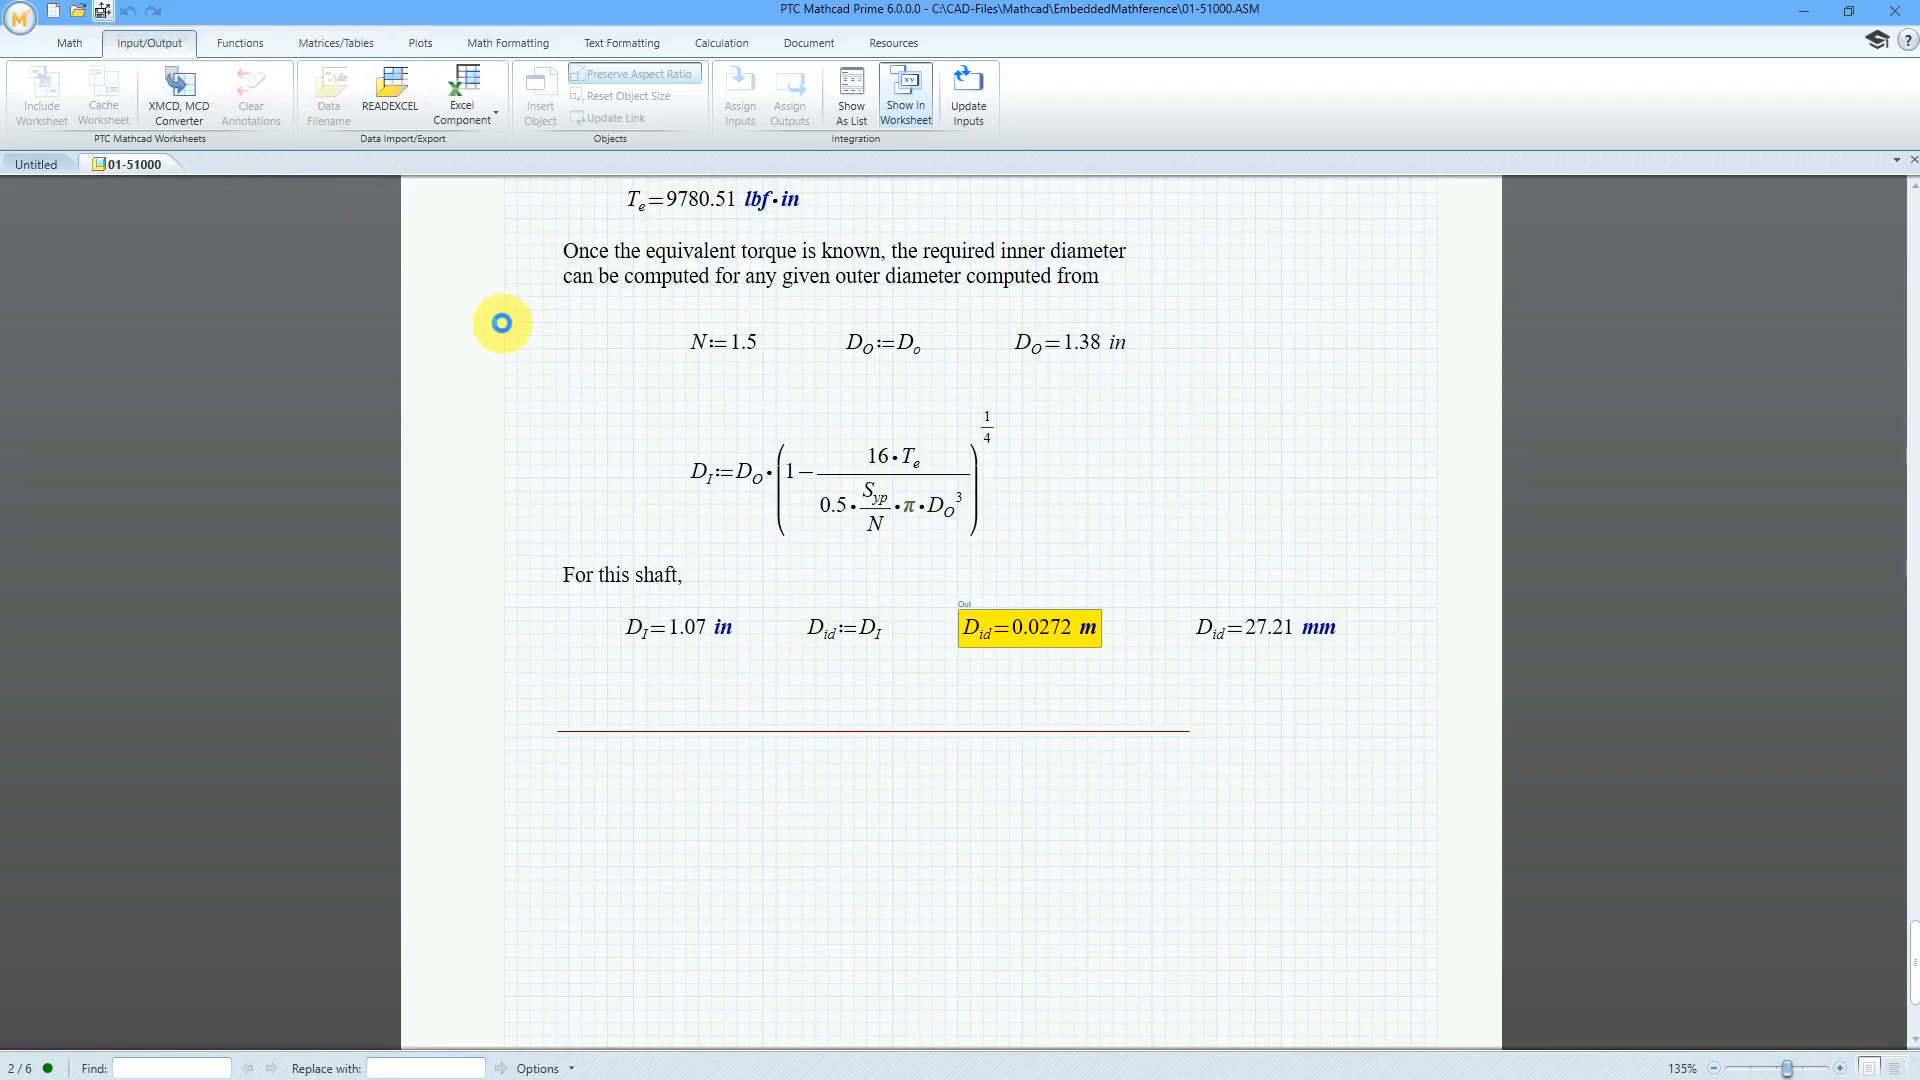 PTC Mathcad Prime 6.0.0.0 - C:\CAD-Files\Mathcad\EmbeddedMathference\01-51000.ASM
Math Input/Output Functions Matrices/Tables Plots Math Formatting Text Formatting Calculation Document Resources
Include Worksheet
Cache Worksheet
XMCD, MCD Converter
Clear Annotations
PTC Mathcad Worksheets
Data Filename
READEXCEL
Excel Component
Data Import/Export
Insert Object
Preserve Aspect Ratio
Reset Object Size
Update Link
Objects
Assign Inputs
Assign Outputs
Show As List
Show in Worksheet
Update Inputs
Integration
Untitled 01-51000
T_e=9780.51 lbf•in
Once the equivalent torque is known, the required inner diameter
can be computed for any given outer diameter computed from
N:=1.5 D_O:=D_o D_O=1.38 in
D_I:=D_O•(1−(16•T_e)/(0.5•(S_yp/N)•π•D_O^3))^(1/4)
For this shaft,
Out
D_I=1.07 in D_id:=D_I D_id=0.0272 m D_id=27.21 mm
2 / 6 Find: Replace with: Options 135%